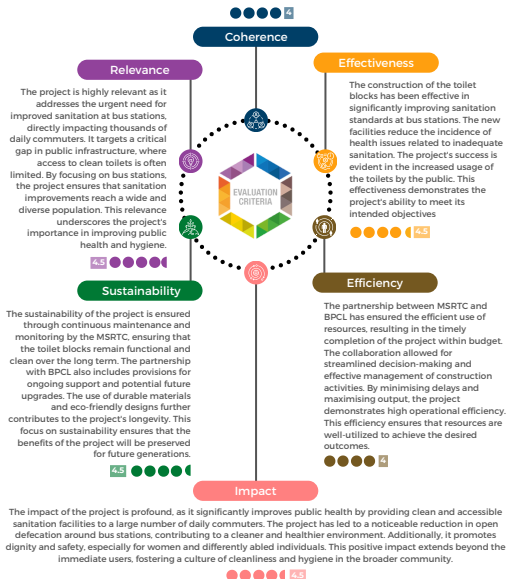 4
Coherence
Relevance
The project is highly relevant as it
addresses the urgent need for
improved sanitation at bus stations,
directly impacting thousands of
daily commuters. It targets a critical
gap in public infrastructure, where
access to clean toilets is often
limited. By focusing on bus stations,
the project ensures that sanitation
improvements reach a wide and
diverse population. This relevance
underscores the project's
importance in improving public
health and hygiene.
4.5
Effectiveness
The construction of the toilet
blocks has been effective in
significantly improving sanitation
standards at bus stations. The new
facilities reduce the incidence of
health issues related to inadequate
sanitation. The project's success is
evident in the increased usage of
the toilets by the public. This
effectiveness demonstrates the
project's ability to meet its
intended objectives
4.5
EVALUATION
CRITERIA
Sustainability
The sustainability of the project is ensured
through continuous maintenance and
monitoring by the MSRTC, ensuring that
the toilet blocks remain functional and
clean over the long term. The partnership
with BPCL also includes provisions for
ongoing support and potential future
upgrades. The use of durable materials
and eco-friendly designs further
contributes to the project's longevity. This
focus on sustainability ensures that the
benefits of the project will be preserved
for future generations.
4.5
Efficiency
The partnership between MSRTC and
BPCL has ensured the efficient use of
resources, resulting in the timely
completion of the project within budget.
The collaboration allowed for
streamlined decision-making and
effective management of construction
activities. By minimising delays and
maximising output, the project
demonstrates high operational efficiency.
This efficiency ensures that resources are
well-utilized to achieve the desired
outcomes.
4
Impact
The impact of the project is profound, as it significantly improves public health by providing clean and accessible
sanitation facilities to a large number of daily commuters. The project has led to a noticeable reduction in open
defecation around bus stations, contributing to a cleaner and healthier environment. Additionally, it promotes
dignity and safety, especially for women and differently abled individuals. This positive impact extends beyond the
immediate users, fostering a culture of cleanliness and hygiene in the broader community.
4.5